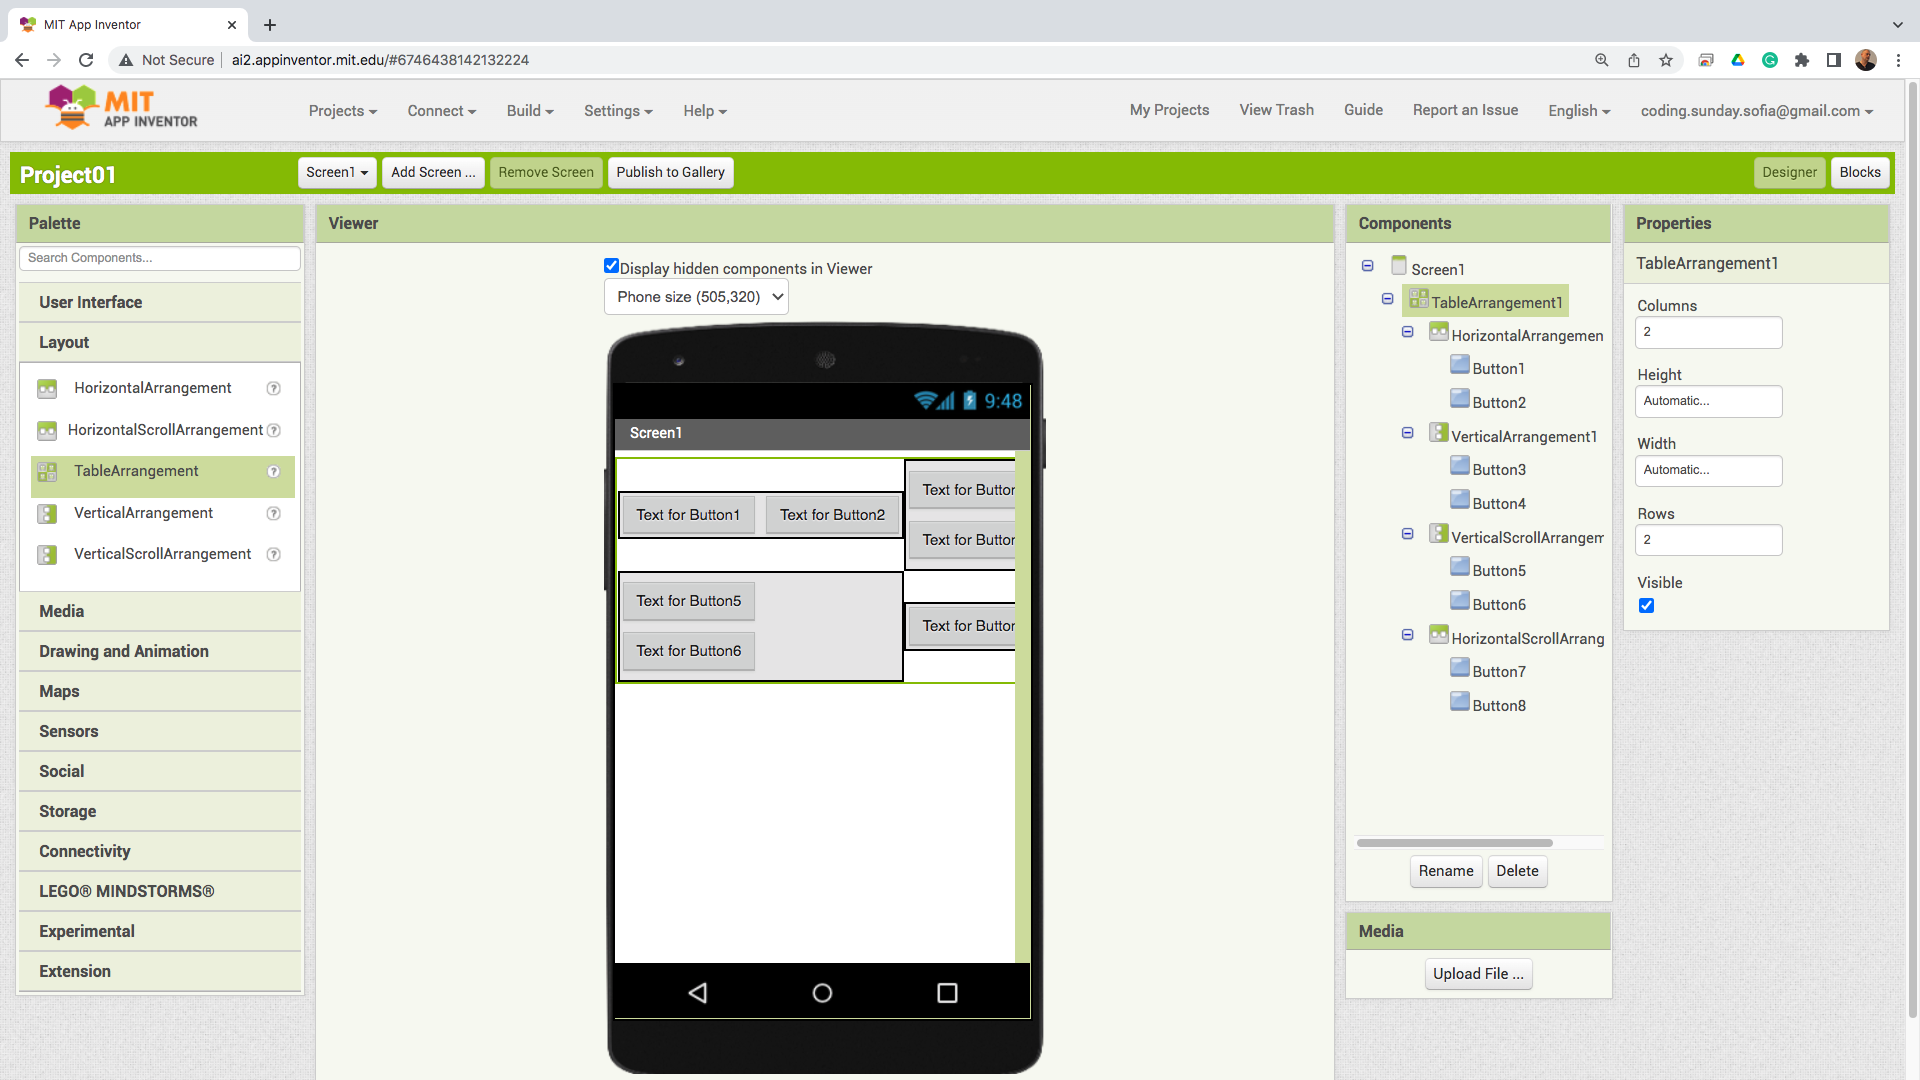 MIT App Inventor
Not Secure
ai2.appinventor.mit.edu/#6746438142132224
MIT
APP INVENTOR
Projects
Connect
Build
Settings
Help
My Projects
View Trash
Guide
Report an Issue
English
coding.sunday.sofia@gmail.com
Project01
Screen1
Add Screen ...
Remove Screen
Publish to Gallery
Designer
Blocks
Palette
Search Components...
User Interface
Layout
HorizontalArrangement
HorizontalScrollArrangement
TableArrangement
VerticalArrangement
VerticalScrollArrangement
Media
Drawing and Animation
Maps
Sensors
Social
Storage
Connectivity
LEGO® MINDSTORMS®
Experimental
Extension
Viewer
Display hidden components in Viewer
Phone size (505,320)
9:48
Screen1
Text for Button1
Text for Button2
Text for Button
Text for Button
Text for Button5
Text for Button6
Text for Button
Components
Screen1
TableArrangement1
HorizontalArrangemen
Button1
Button2
VerticalArrangement1
Button3
Button4
VerticalScrollArrangem
Button5
Button6
HorizontalScrollArrang
Button7
Button8
Rename
Delete
Media
Upload File ...
Properties
TableArrangement1
Columns
2
Height
Automatic...
Width
Automatic...
Rows
2
Visible